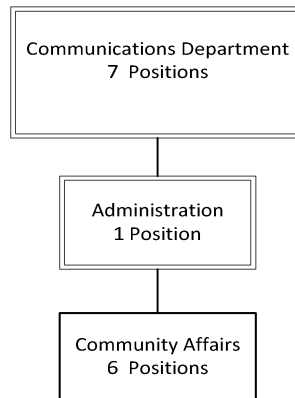 Communications Department
7 Positions
Administration
1 Position
Community Affairs
6 Positions